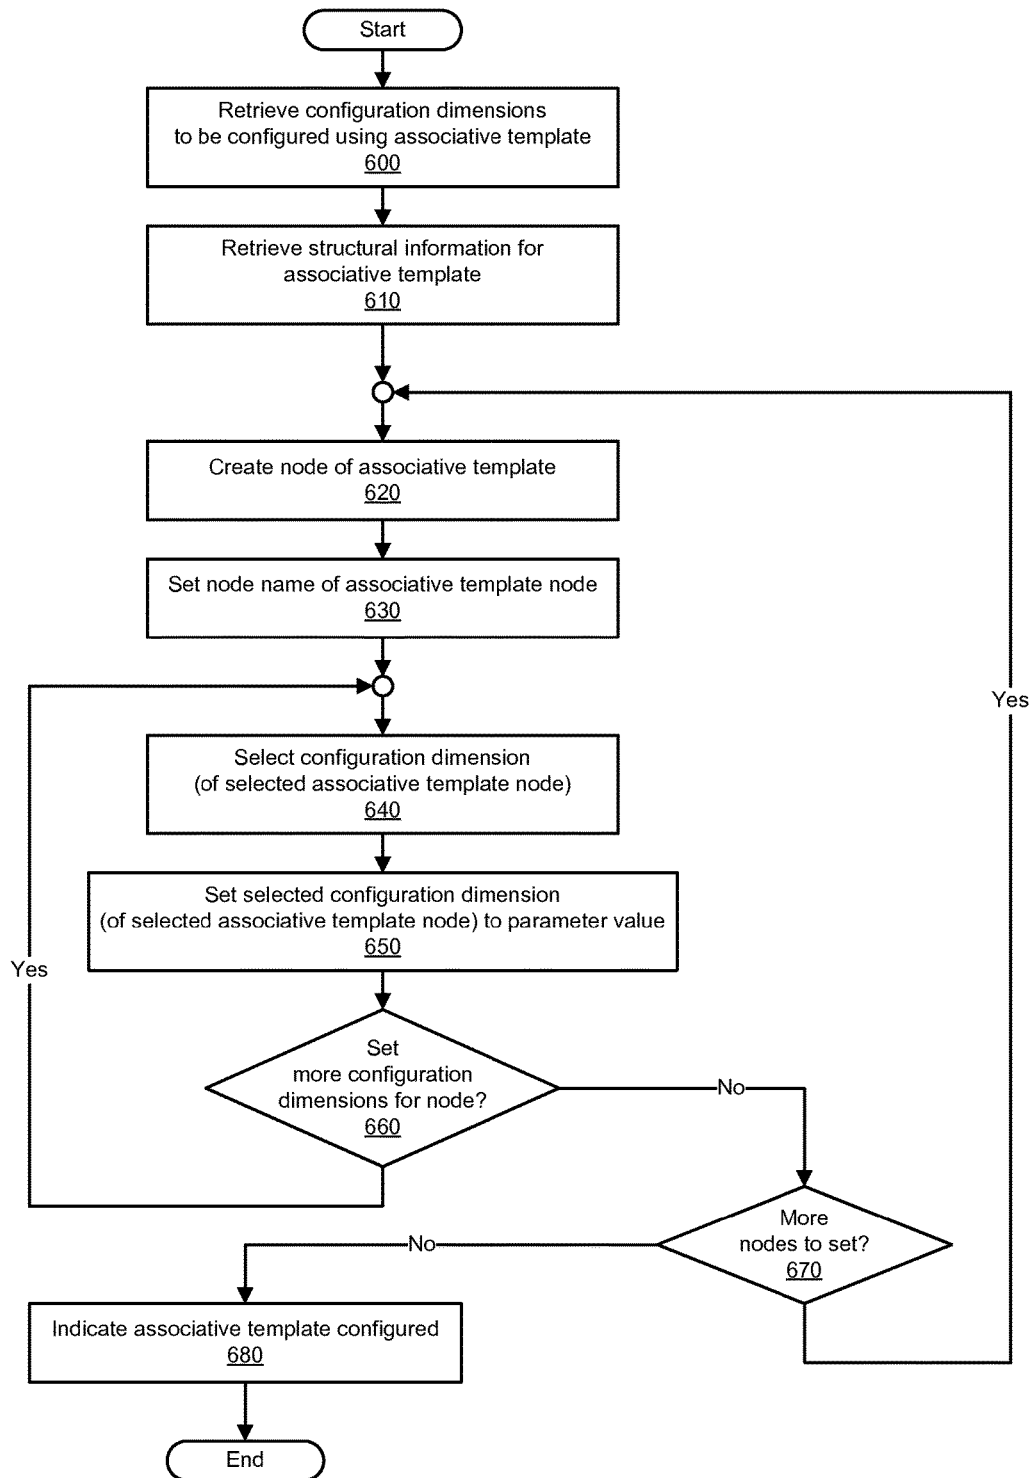 Start
Retrieve configuration dimensions
to be configured using associative template
600
Retrieve structural information for
associative template
610
Create node of associative template
620
Set node name of associative template node
630
Select configuration dimension
(of selected associative template node)
640
Set selected configuration dimension
(of selected associative template node) to parameter value
650
Set
more configuration
dimensions for node?
660
Yes
No
More
nodes to set?
670
Yes
No
Indicate associative template configured
680
End